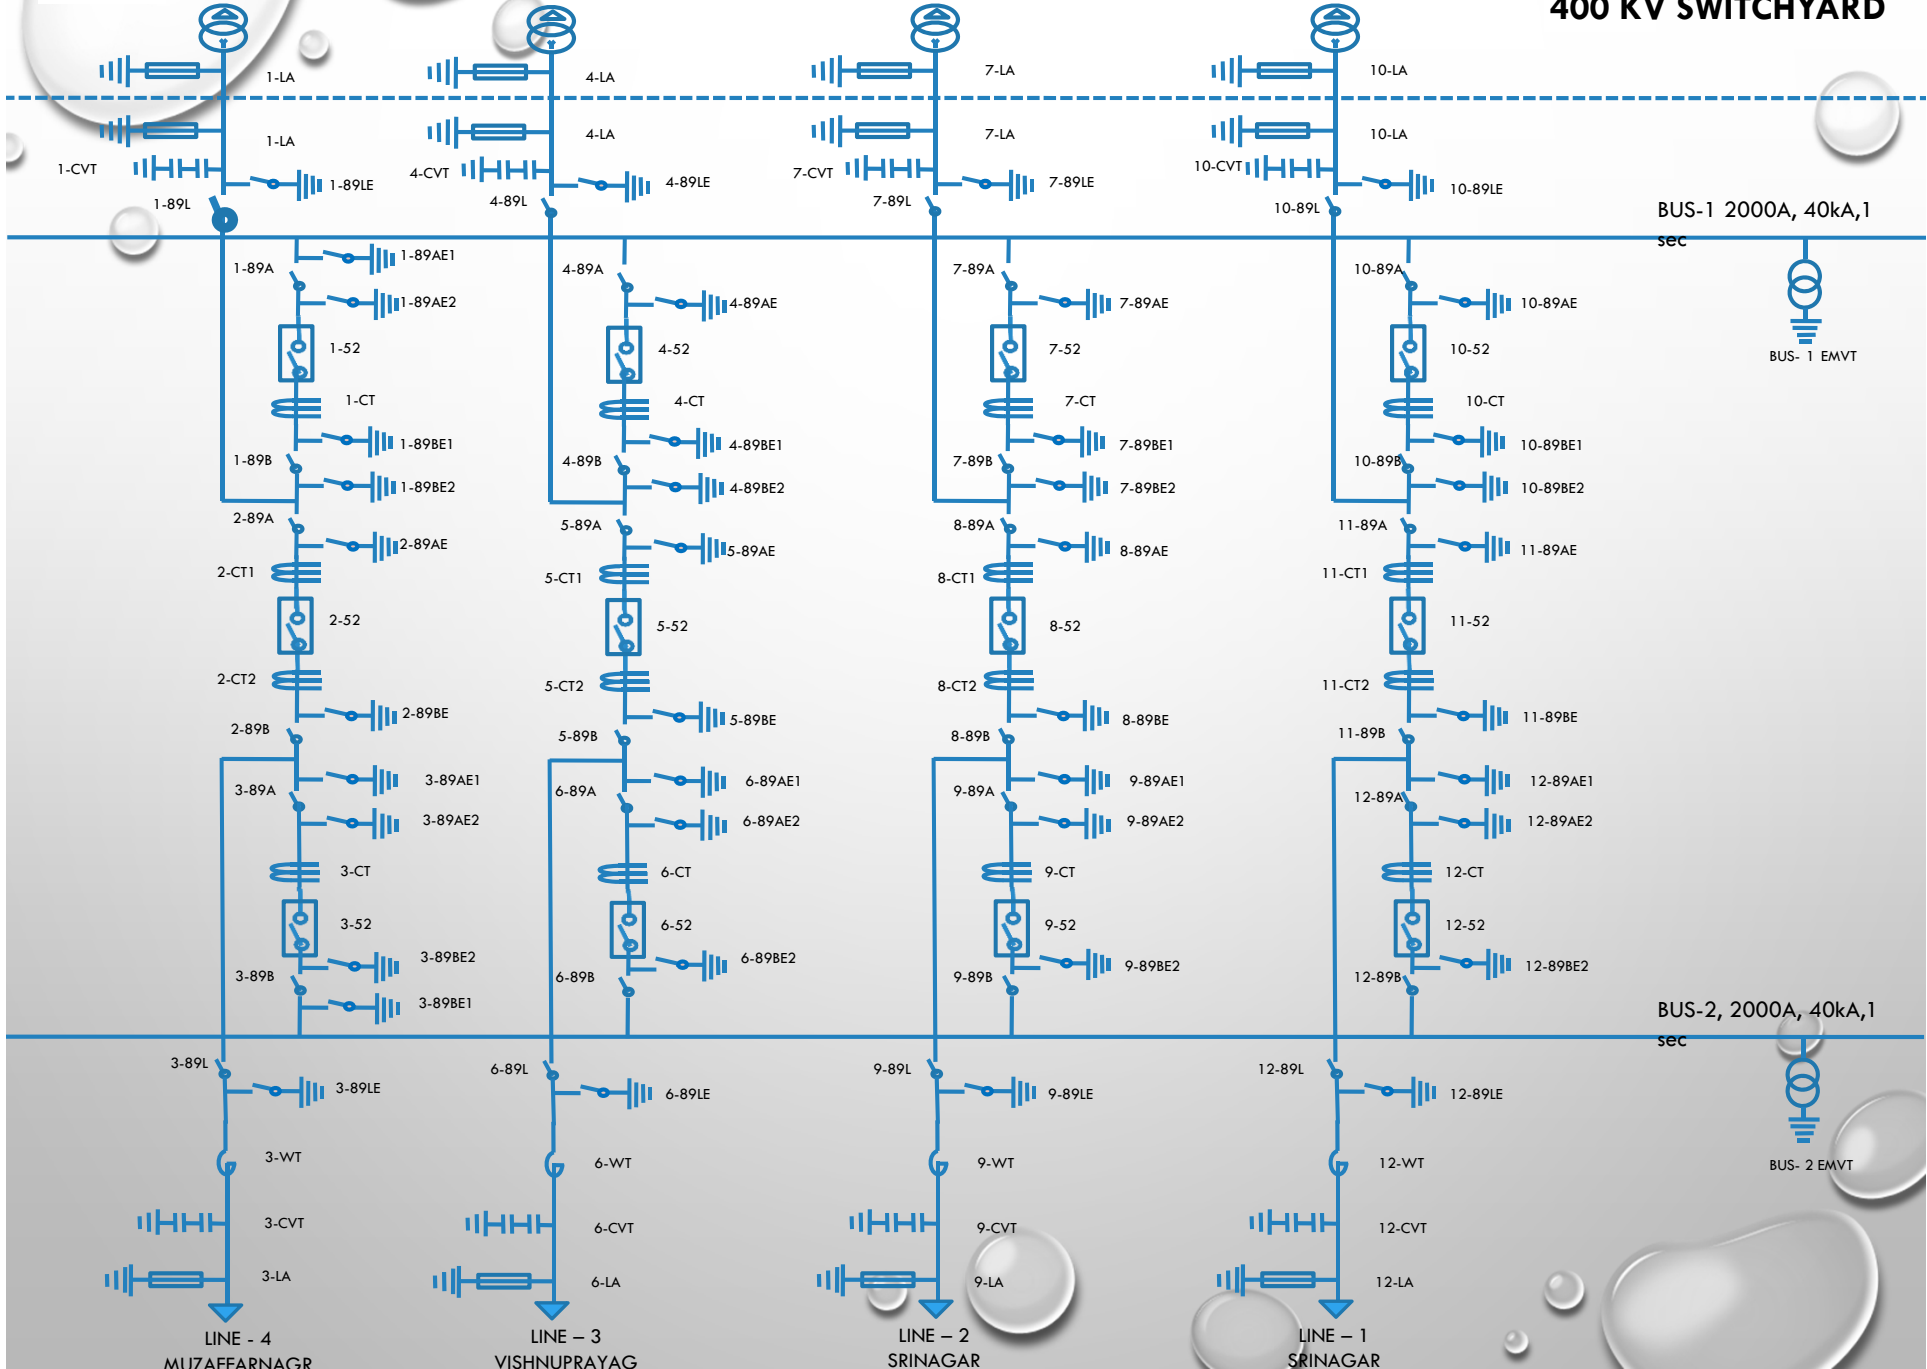 400 KV SWITCHYARD
1-LA
4-LA
7-LA
10-LA
1-LA
4-LA
7-LA
10-LA
1-CVT
4-CVT
7-CVT
10-CVT
1-89LE
4-89LE
7-89LE
10-89LE
1-89L
4-89L
7-89L
10-89L
BUS-1 2000A, 40kA,1
sec
1-89AE1
1-89A
4-89A
7-89A
10-89A
1-89AE2
4-89AE
7-89AE
10-89AE
1-52
4-52
7-52
10-52
BUS- 1 EMVT
1-CT
4-CT
7-CT
10-CT
1-89BE1
4-89BE1
7-89BE1
10-89BE1
1-89B
4-89B
7-89B
10-89B
1-89BE2
4-89BE2
7-89BE2
10-89BE2
2-89A
5-89A
8-89A
11-89A
2-89AE
5-89AE
8-89AE
11-89AE
2-CT1
5-CT1
8-CT1
11-CT1
2-52
5-52
8-52
11-52
2-CT2
5-CT2
8-CT2
11-CT2
2-89BE
5-89BE
8-89BE
11-89BE
2-89B
5-89B
8-89B
11-89B
3-89AE1
6-89AE1
9-89AE1
12-89AE1
3-89A
6-89A
9-89A
12-89A
3-89AE2
6-89AE2
9-89AE2
12-89AE2
3-CT
6-CT
9-CT
12-CT
3-52
6-52
9-52
12-52
3-89BE2
6-89BE2
9-89BE2
12-89BE2
3-89B
6-89B
9-89B
12-89B
3-89BE1
BUS-2, 2000A, 40kA,1
sec
3-89L
6-89L
9-89L
12-89L
3-89LE
6-89LE
9-89LE
12-89LE
3-WT
6-WT
9-WT
12-WT
BUS- 2 EMVT
3-CVT
6-CVT
9-CVT
12-CVT
3-LA
6-LA
9-LA
12-LA
LINE - 4
MUZAFFARNAGR
LINE – 3
VISHNUPRAYAG
LINE – 2
SRINAGAR
LINE – 1
SRINAGAR